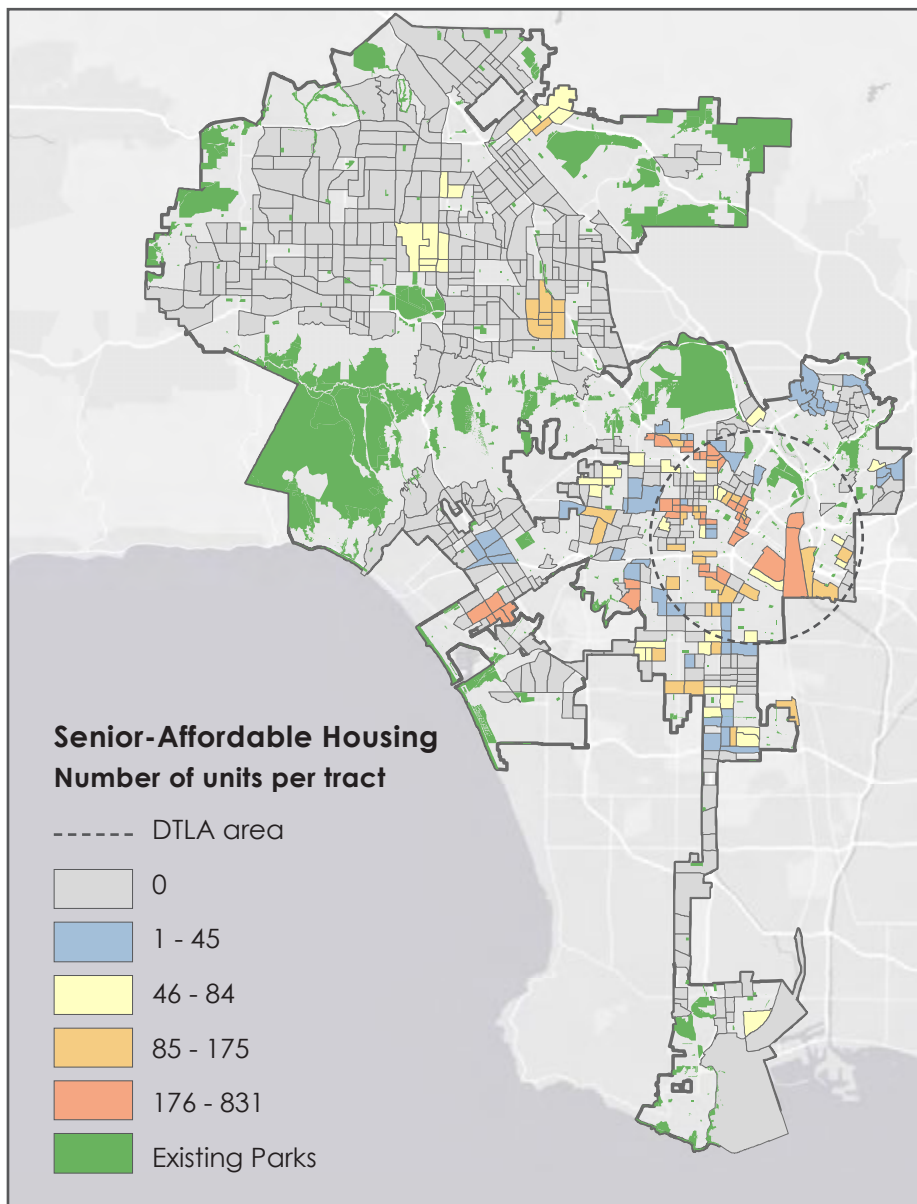 Senior-Affordable Housing
Number of units per tract
DTLA area
0
1 - 45
46 - 84
85 - 175
176 - 831
Existing Parks